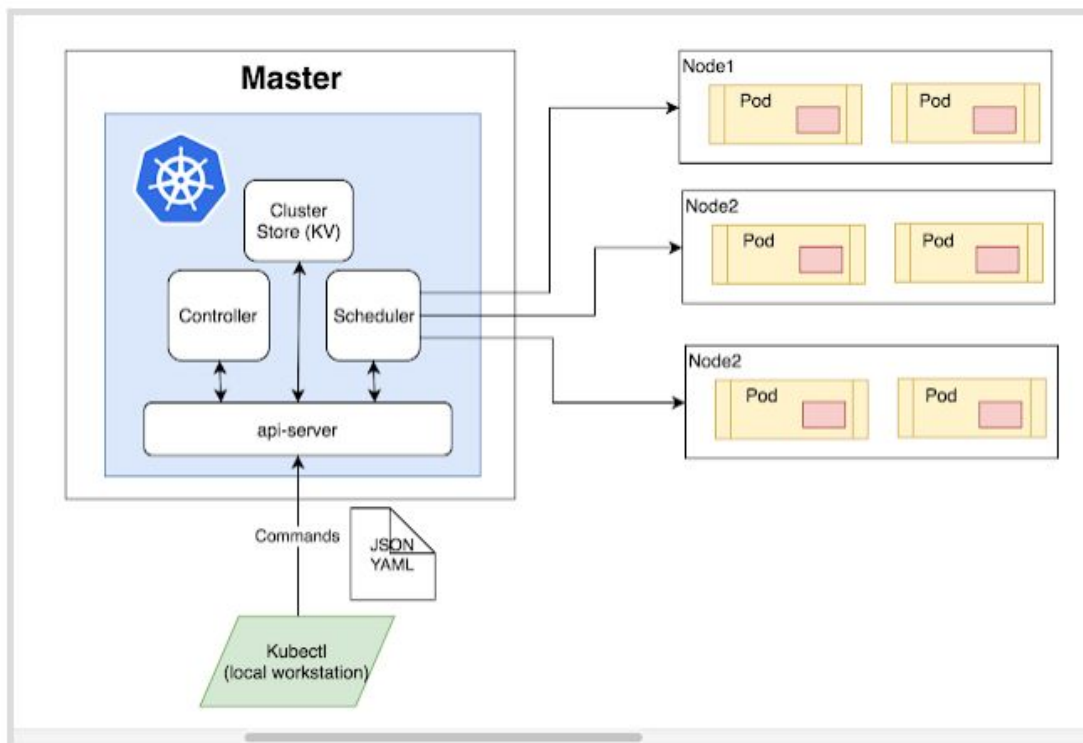 Master
Cluster
Store (KV)
Controller
Scheduler
api-server
Commands
JSON
YAML
Kubectl
(local workstation)
Node1
Pod
Pod
Node2
Pod
Pod
Node2
Pod
Pod